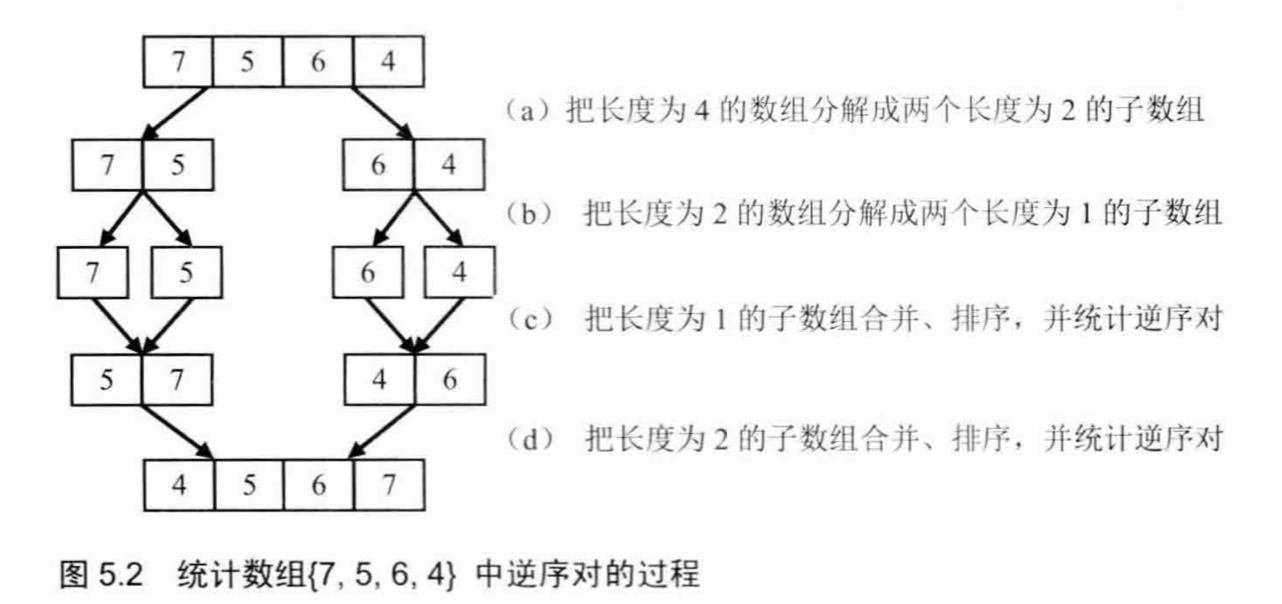 7 5 6 4
（a）把长度为 4 的数组分解成两个长度为 2 的子数组
7 5 6 4
（b） 把长度为 2 的数组分解成两个长度为 1 的子数组
7 5 6 4
（c） 把长度为 1 的子数组合并、排序，并统计逆序对
5 7 4 6
（d） 把长度为 2 的子数组合并、排序，并统计逆序对
4 5 6 7
图 5.2 统计数组{7, 5, 6, 4} 中逆序对的过程